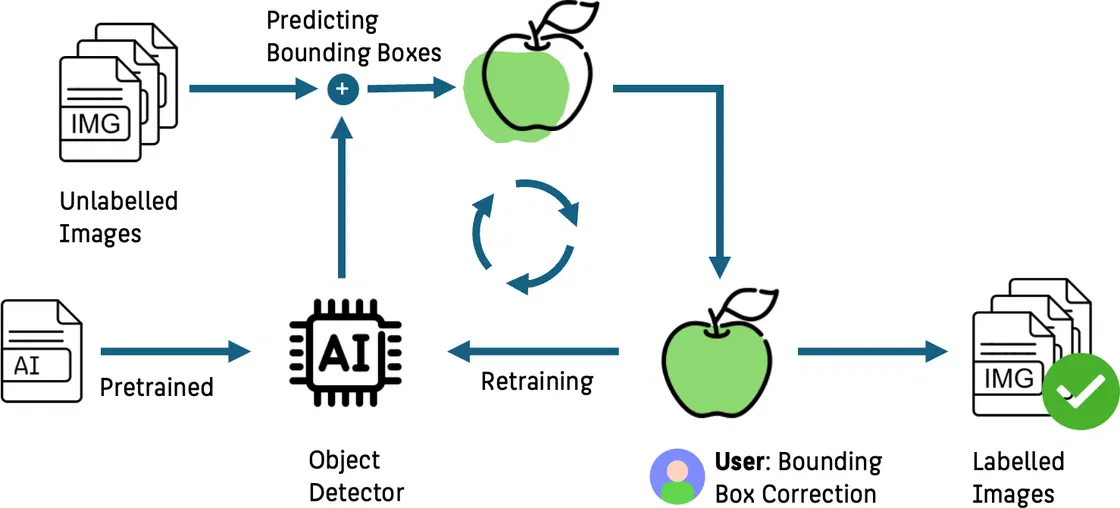 Predicting
Bounding Boxes
IMG
+
Unlabelled
Images
AI
Pretrained
AI
Retraining
IMG
Object
Detector
User: Bounding
Box Correction
Labelled
Images